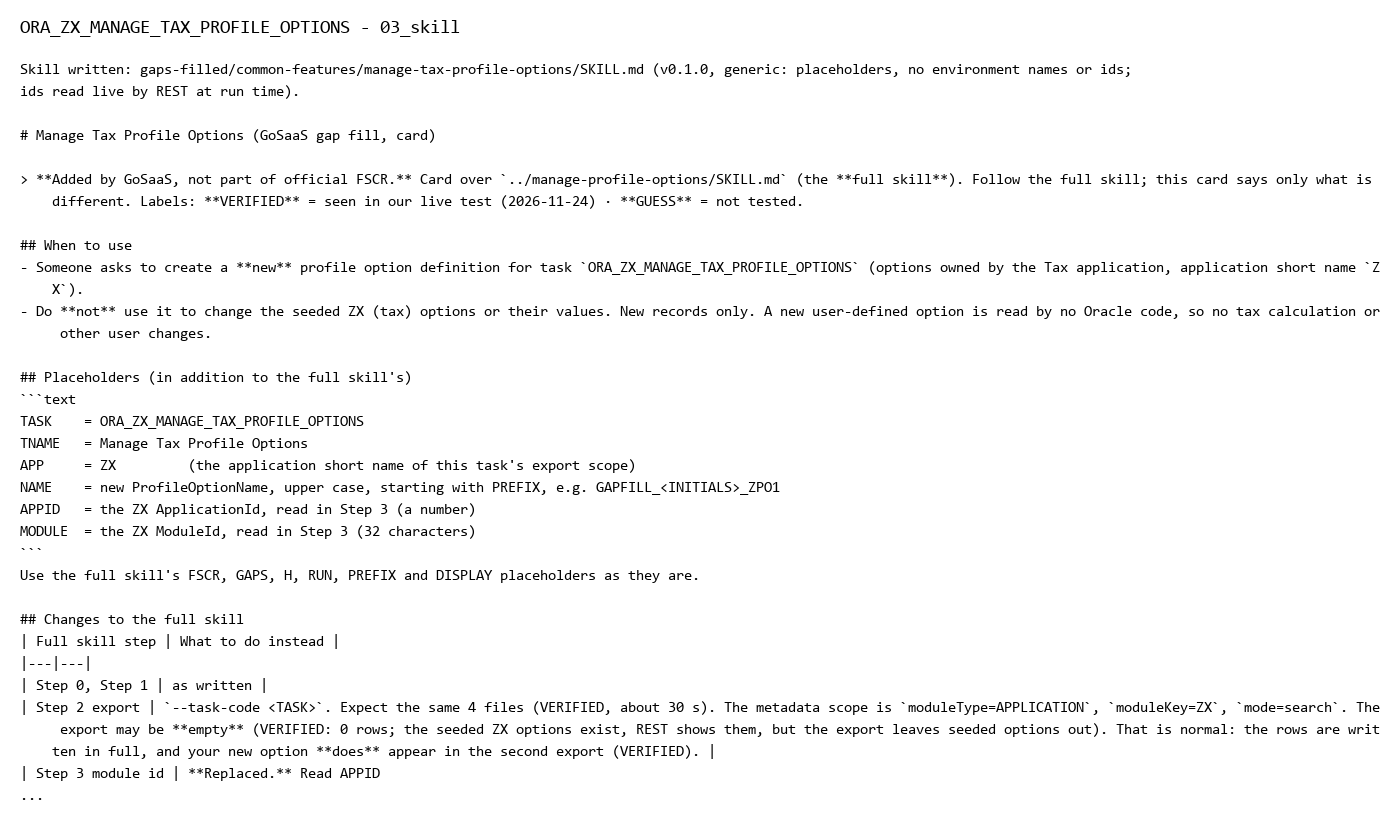 ORA_ZX_MANAGE_TAX_PROFILE_OPTIONS - 03_skill
Skill written: gaps-filled/common-features/manage-tax-profile-options/SKILL.md (v0.1.0, generic: placeholders, no environment names or ids;
ids read live by REST at run time).
# Manage Tax Profile Options (GoSaaS gap fill, card)
> **Added by GoSaaS, not part of official FSCR.** Card over `../manage-profile-options/SKILL.md` (the **full skill**). Follow the full skill; this card says only what is
different. Labels: **VERIFIED** = seen in our live test (2026-11-24) · **GUESS** = not tested.
## When to use
- Someone asks to create a **new** profile option definition for task `ORA_ZX_MANAGE_TAX_PROFILE_OPTIONS` (options owned by the Tax application, application short name `Z
X`).
- Do **not** use it to change the seeded ZX (tax) options or their values. New records only. A new user-defined option is read by no Oracle code, so no tax calculation or
other user changes.
## Placeholders (in addition to the full skill's)
```text
TASK    = ORA_ZX_MANAGE_TAX_PROFILE_OPTIONS
TNAME   = Manage Tax Profile Options
APP     = ZX         (the application short name of this task's export scope)
NAME    = new ProfileOptionName, upper case, starting with PREFIX, e.g. GAPFILL_<INITIALS>_ZPO1
APPID   = the ZX ApplicationId, read in Step 3 (a number)
MODULE  = the ZX ModuleId, read in Step 3 (32 characters)
```
Use the full skill's FSCR, GAPS, H, RUN, PREFIX and DISPLAY placeholders as they are.
## Changes to the full skill
| Full skill step | What to do instead |
|---|---|
| Step 0, Step 1 | as written |
| Step 2 export | `--task-code <TASK>`. Expect the same 4 files (VERIFIED, about 30 s). The metadata scope is `moduleType=APPLICATION`, `moduleKey=ZX`, `mode=search`. The
export may be **empty** (VERIFIED: 0 rows; the seeded ZX options exist, REST shows them, but the export leaves seeded options out). That is normal: the rows are writ
ten in full, and your new option **does** appear in the second export (VERIFIED). |
| Step 3 module id | **Replaced.** Read APPID
...